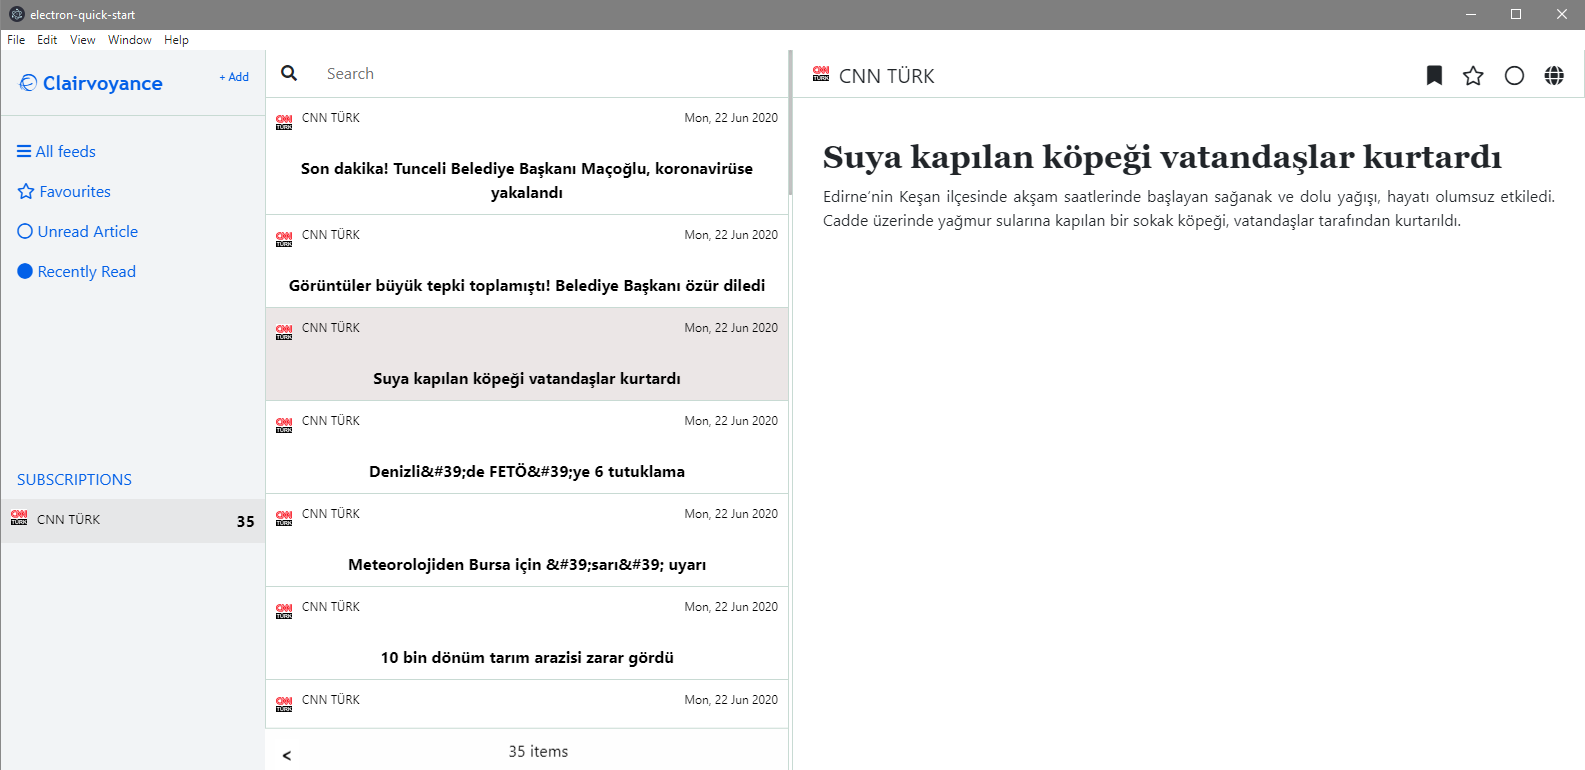 electron-quick-start
File Edit View Window Help
Clairvoyance
+ Add
All feeds
Favourites
Unread Article
Recently Read
SUBSCRIPTIONS
CNN TÜRK 35
Search
CNN TÜRK Mon, 22 Jun 2020
Son dakika! Tunceli Belediye Başkanı Maçoğlu, koronavirüse
yakalandı
CNN TÜRK Mon, 22 Jun 2020
Görüntüler büyük tepki toplamıştı! Belediye Başkanı özür diledi
CNN TÜRK Mon, 22 Jun 2020
Suya kapılan köpeği vatandaşlar kurtardı
CNN TÜRK Mon, 22 Jun 2020
Denizli&#39;de FETÖ&#39;ye 6 tutuklama
CNN TÜRK Mon, 22 Jun 2020
Meteorolojiden Bursa için &#39;sarı&#39; uyarı
CNN TÜRK Mon, 22 Jun 2020
10 bin dönüm tarım arazisi zarar gördü
CNN TÜRK Mon, 22 Jun 2020
< 35 items
CNN TÜRK
Suya kapılan köpeği vatandaşlar kurtardı
Edirne’nin Keşan ilçesinde akşam saatlerinde başlayan sağanak ve dolu yağışı, hayatı olumsuz etkiledi.
Cadde üzerinde yağmur sularına kapılan bir sokak köpeği, vatandaşlar tarafından kurtarıldı.